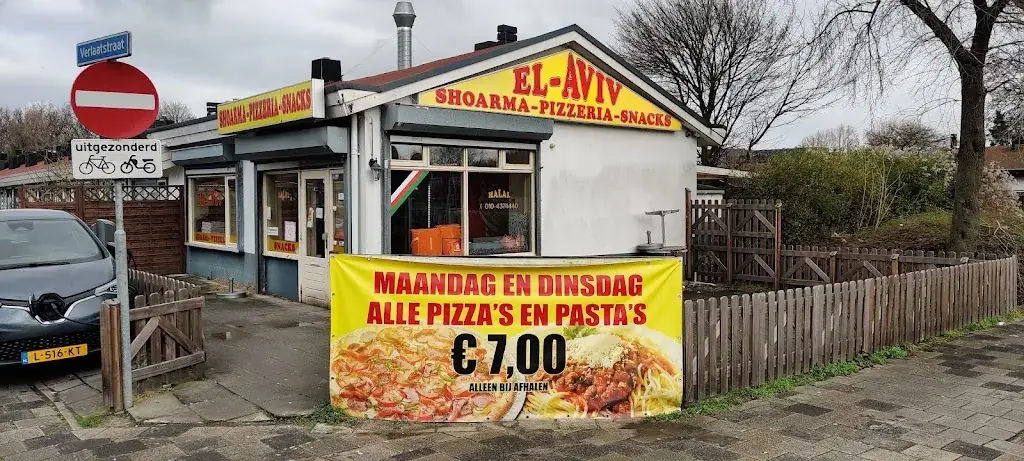 Verlaatstraat
uitgezonderd
SHOARMA-PIZZERIA-SNACKS
EL-AVIV
SHOARMA-PIZZERIA-SNACKS
HALAL
010-4374440
SNACKS
MAANDAG EN DINSDAG
ALLE PIZZA'S EN PASTA'S
€ 7,00
ALLEEN BIJ AFHALEN
L-516-KT